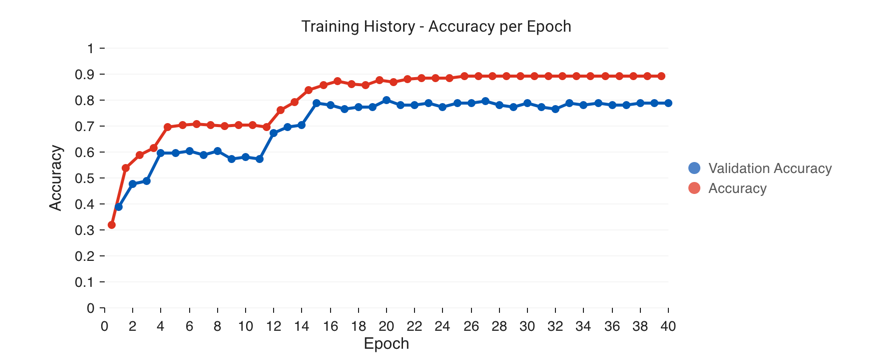 Training History - Accuracy per Epoch
1
0.9
0.8
0.7
0.6
0.5
0.4
0.3
0.2
0.1
0
Accuracy
0 2 4 6 8 10 12 14 16 18 20 22 24 26 28 30 32 34 36 38 40
Epoch
Validation Accuracy
Accuracy